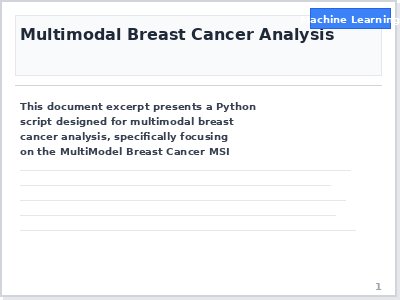 Machine Learning
Multimodal Breast Cancer Analysis
This document excerpt presents a Python
script designed for multimodal breast
cancer analysis, specifically focusing
on the MultiModel Breast Cancer MSI
1